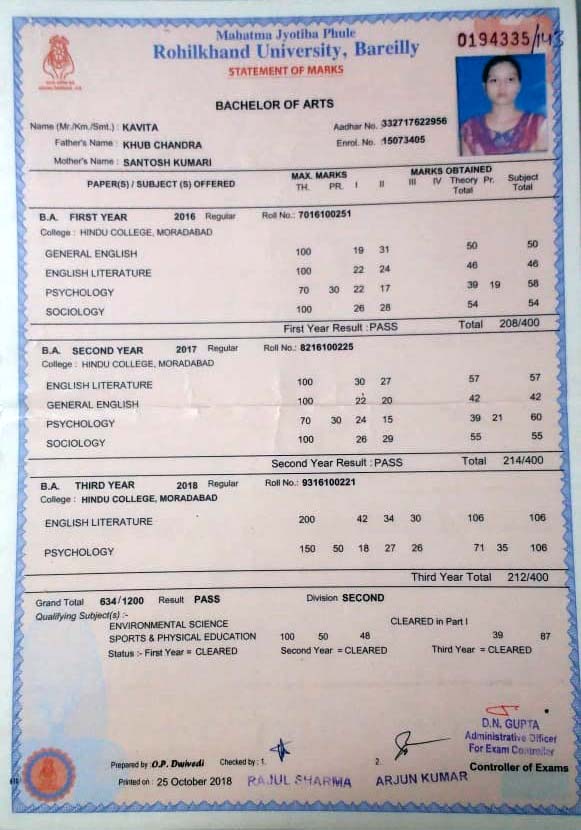 Mahatma Jyotiba Phule
Rohilkhand University, Bareilly
0194335/143
STATEMENT OF MARKS
BACHELOR OF ARTS
Name (Mr./Km./Smt.) : KAVITA
Aadhar No. 332717622956
Father's Name : KHUB CHANDRA
Enrol. No. 15073405
Mother's Name : SANTOSH KUMARI
PAPER(S) / SUBJECT (S) OFFERED MAX. MARKS MARKS OBTAINED
TH. PR. I II III IV Theory Total Pr. Subject Total
B.A. FIRST YEAR 2016 Regular Roll No.: 7016100251
College : HINDU COLLEGE, MORADABAD
GENERAL ENGLISH 100 19 31 50 50
ENGLISH LITERATURE 100 22 24 46 46
PSYCHOLOGY 70 30 22 17 39 19 58
SOCIOLOGY 100 26 28 54 54
First Year Result : PASS Total 208/400
B.A. SECOND YEAR 2017 Regular Roll No.: 8216100225
College : HINDU COLLEGE, MORADABAD
ENGLISH LITERATURE 100 30 27 57 57
GENERAL ENGLISH 100 22 20 42 42
PSYCHOLOGY 70 30 24 15 39 21 60
SOCIOLOGY 100 26 29 55 55
Second Year Result : PASS Total 214/400
B.A. THIRD YEAR 2018 Regular Roll No.: 9316100221
College : HINDU COLLEGE, MORADABAD
ENGLISH LITERATURE 200 42 34 30 106 106
PSYCHOLOGY 150 50 18 27 26 71 35 106
Third Year Total 212/400
Grand Total 634/1200 Result PASS Division SECOND
Qualifying Subject(s) :-
ENVIRONMENTAL SCIENCE CLEARED in Part I
SPORTS & PHYSICAL EDUCATION 100 50 48 39 87
Status :- First Year = CLEARED Second Year = CLEARED Third Year = CLEARED
D.N. GUPTA
Administrative Officer
For Exam Controller
Prepared by :O.P. Dwivedi Checked by : 1. 2. Controller of Exams
Printed on : 25 October 2018 RAJUL SHARMA ARJUN KUMAR